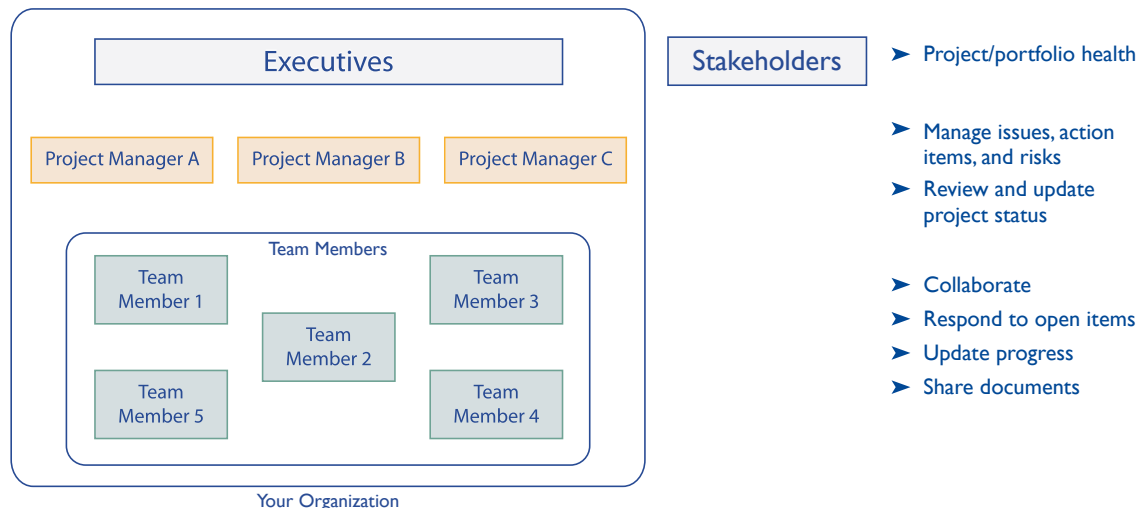 Executives
Stakeholders
Project/portfolio health
Project Manager A
Project Manager B
Project Manager C
Manage issues, action
items, and risks
Review and update
project status
Team Members
Team
Member 1
Team
Member 3
Team
Member 2
Team
Member 5
Team
Member 4
Collaborate
Respond to open items
Update progress
Share documents
Your Organization